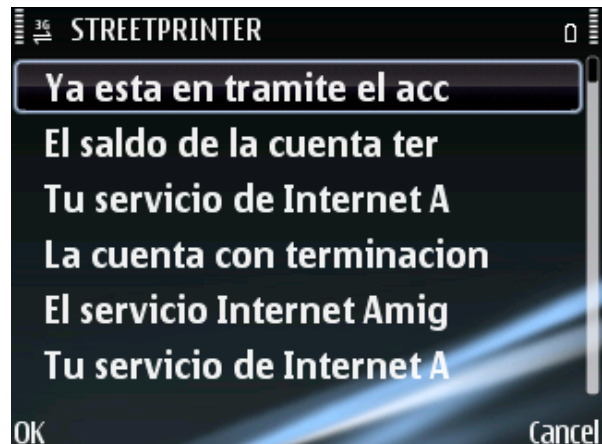 3G STREETPRINTER
Ya esta en tramite el acc
El saldo de la cuenta ter
Tu servicio de Internet A
La cuenta con terminacion
El servicio Internet Amig
Tu servicio de Internet A
OK Cancel